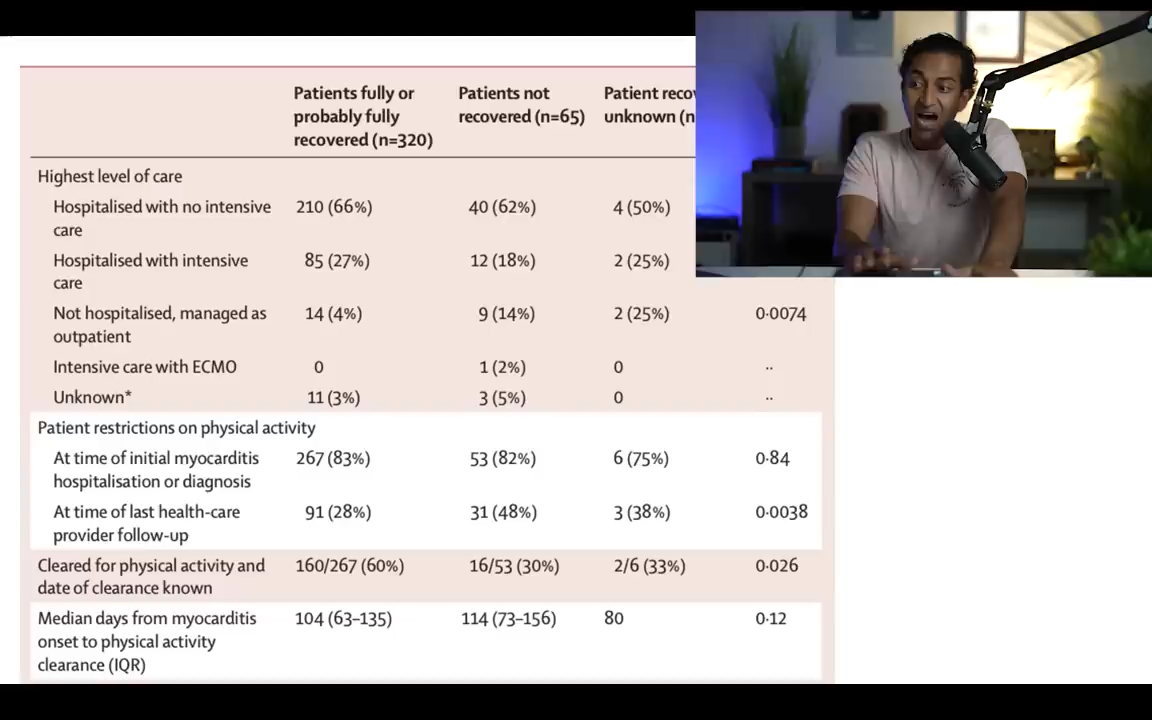 Patients fully or
probably fully
recovered (n=320)
Patients not
recovered (n=65)
Patient
unknown
Highest level of care
Hospitalised with no intensive
care
210 (66%)
40 (62%)
4 (50%)
Hospitalised with intensive
care
85 (27%)
12 (18%)
2 (25%)
Not hospitalised, managed as
outpatient
14 (4%)
9 (14%)
2 (25%)
0·0074
Intensive care with ECMO
0
1 (2%)
0
··
Unknown*
11 (3%)
3 (5%)
0
··
Patient restrictions on physical activity
At time of initial myocarditis
hospitalisation or diagnosis
267 (83%)
53 (82%)
6 (75%)
0·84
At time of last health-care
provider follow-up
91 (28%)
31 (48%)
3 (38%)
0·0038
Cleared for physical activity and
date of clearance known
160/267 (60%)
16/53 (30%)
2/6 (33%)
0·026
Median days from myocarditis
onset to physical activity
clearance (IQR)
104 (63–135)
114 (73–156)
80
0·12